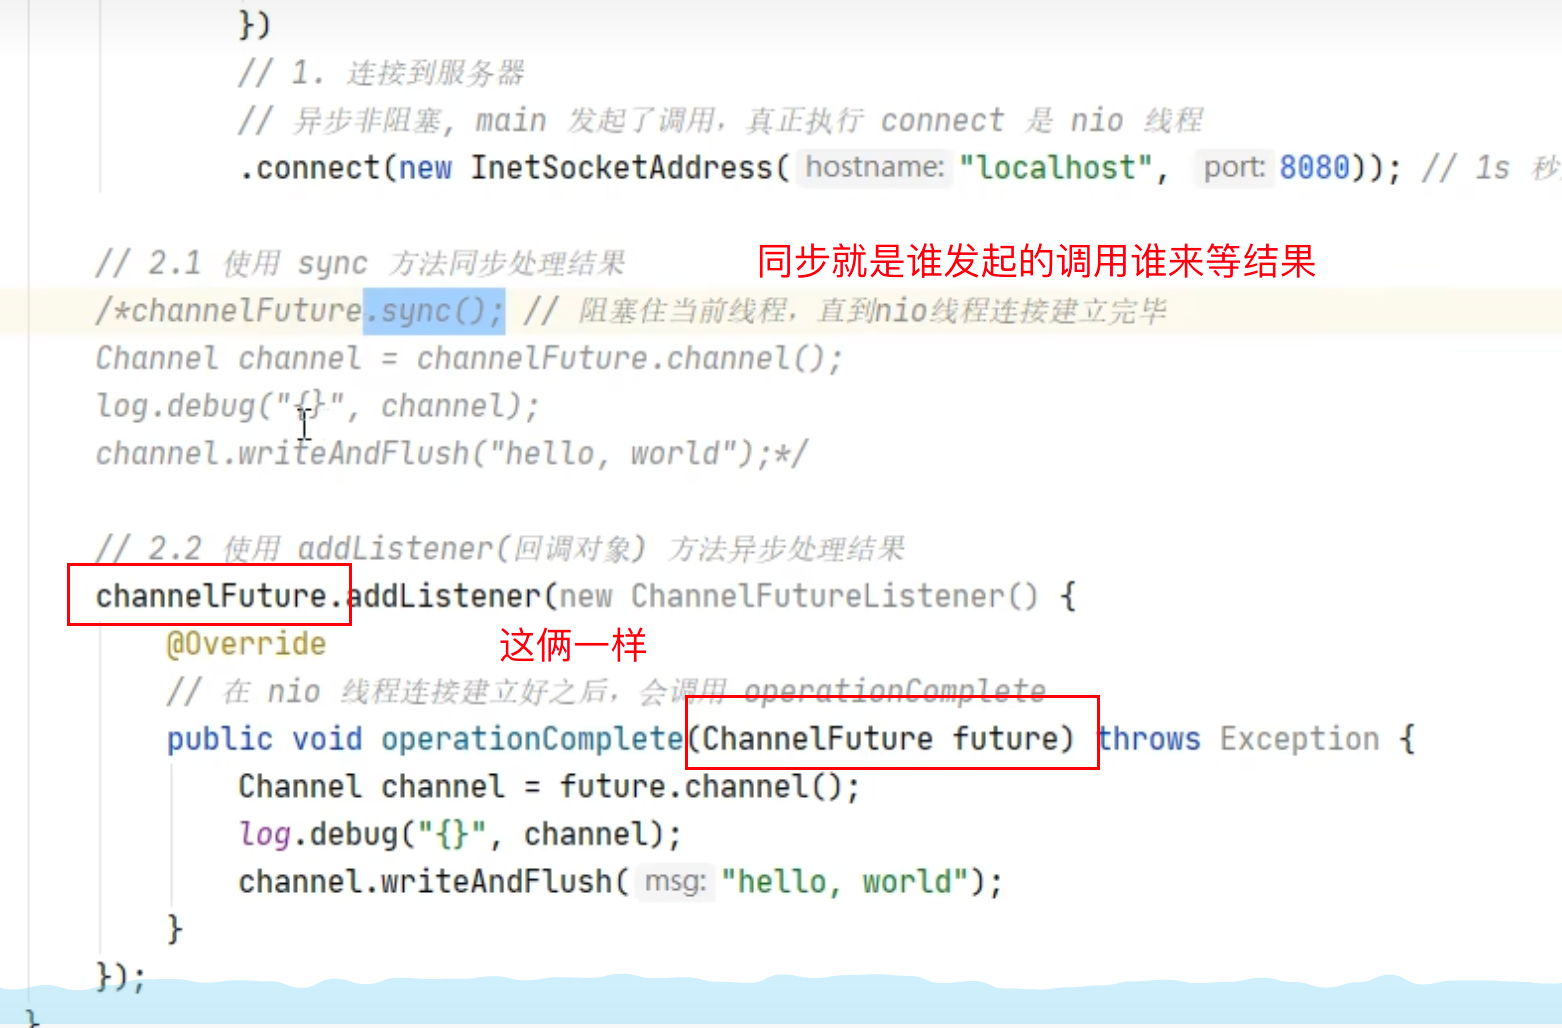 })
// 1. 连接到服务器
// 异步非阻塞, main 发起了调用，真正执行 connect 是 nio 线程
.connect(new InetSocketAddress( hostname: "localhost", port: 8080)); // 1s 秒
// 2.1 使用 sync 方法同步处理结果
同步就是谁发起的调用谁来等结果
/*channelFuture.sync(); // 阻塞住当前线程，直到nio线程连接建立完毕
Channel channel = channelFuture.channel();
log.debug("{}", channel);
channel.writeAndFlush("hello, world");*/
// 2.2 使用 addListener(回调对象) 方法异步处理结果
channelFuture.addListener(new ChannelFutureListener() {
@Override
这俩一样
// 在 nio 线程连接建立好之后，会调用 operationComplete
public void operationComplete(ChannelFuture future) throws Exception {
Channel channel = future.channel();
log.debug("{}", channel);
channel.writeAndFlush( msg: "hello, world");
}
});
}